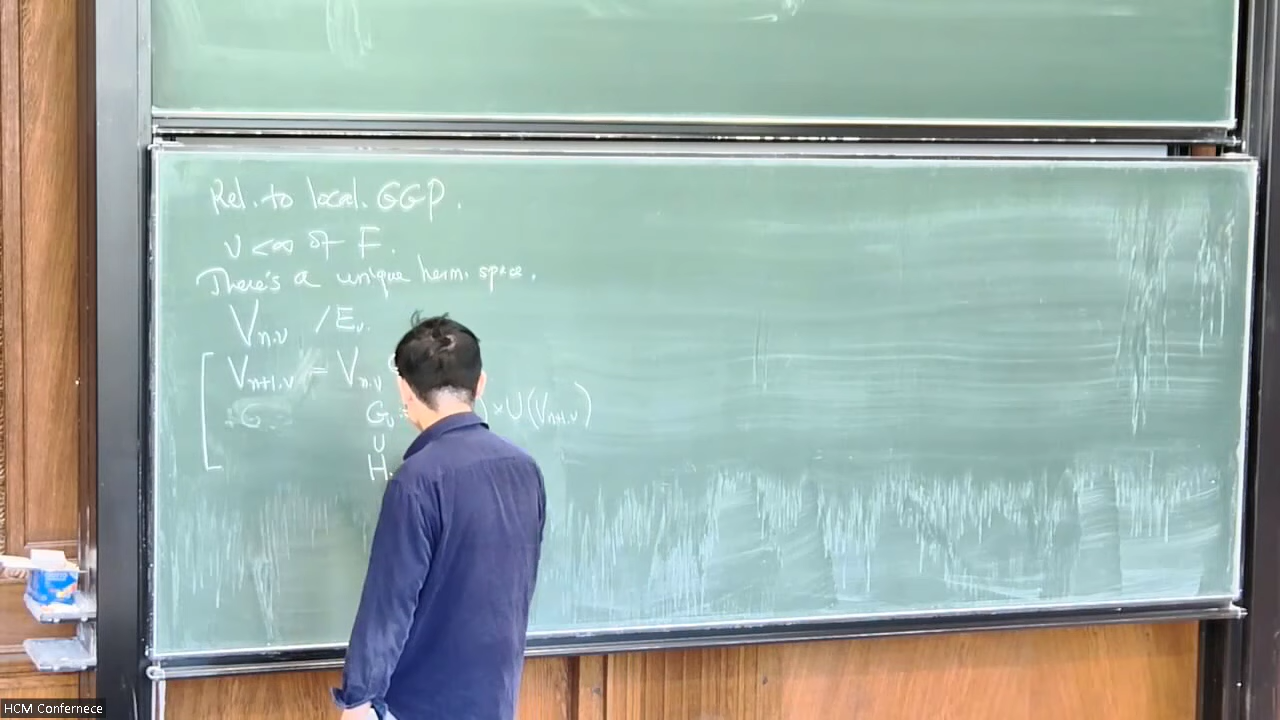 Rel. to local. GGP.
v < ∞ of F.
There's a unique herm. space.
V_{n,v} / E_v.
V_{n+1,v} = V_{n,v}
G_v × U(V_{n+1,v})
∪
H
HCM Confernece